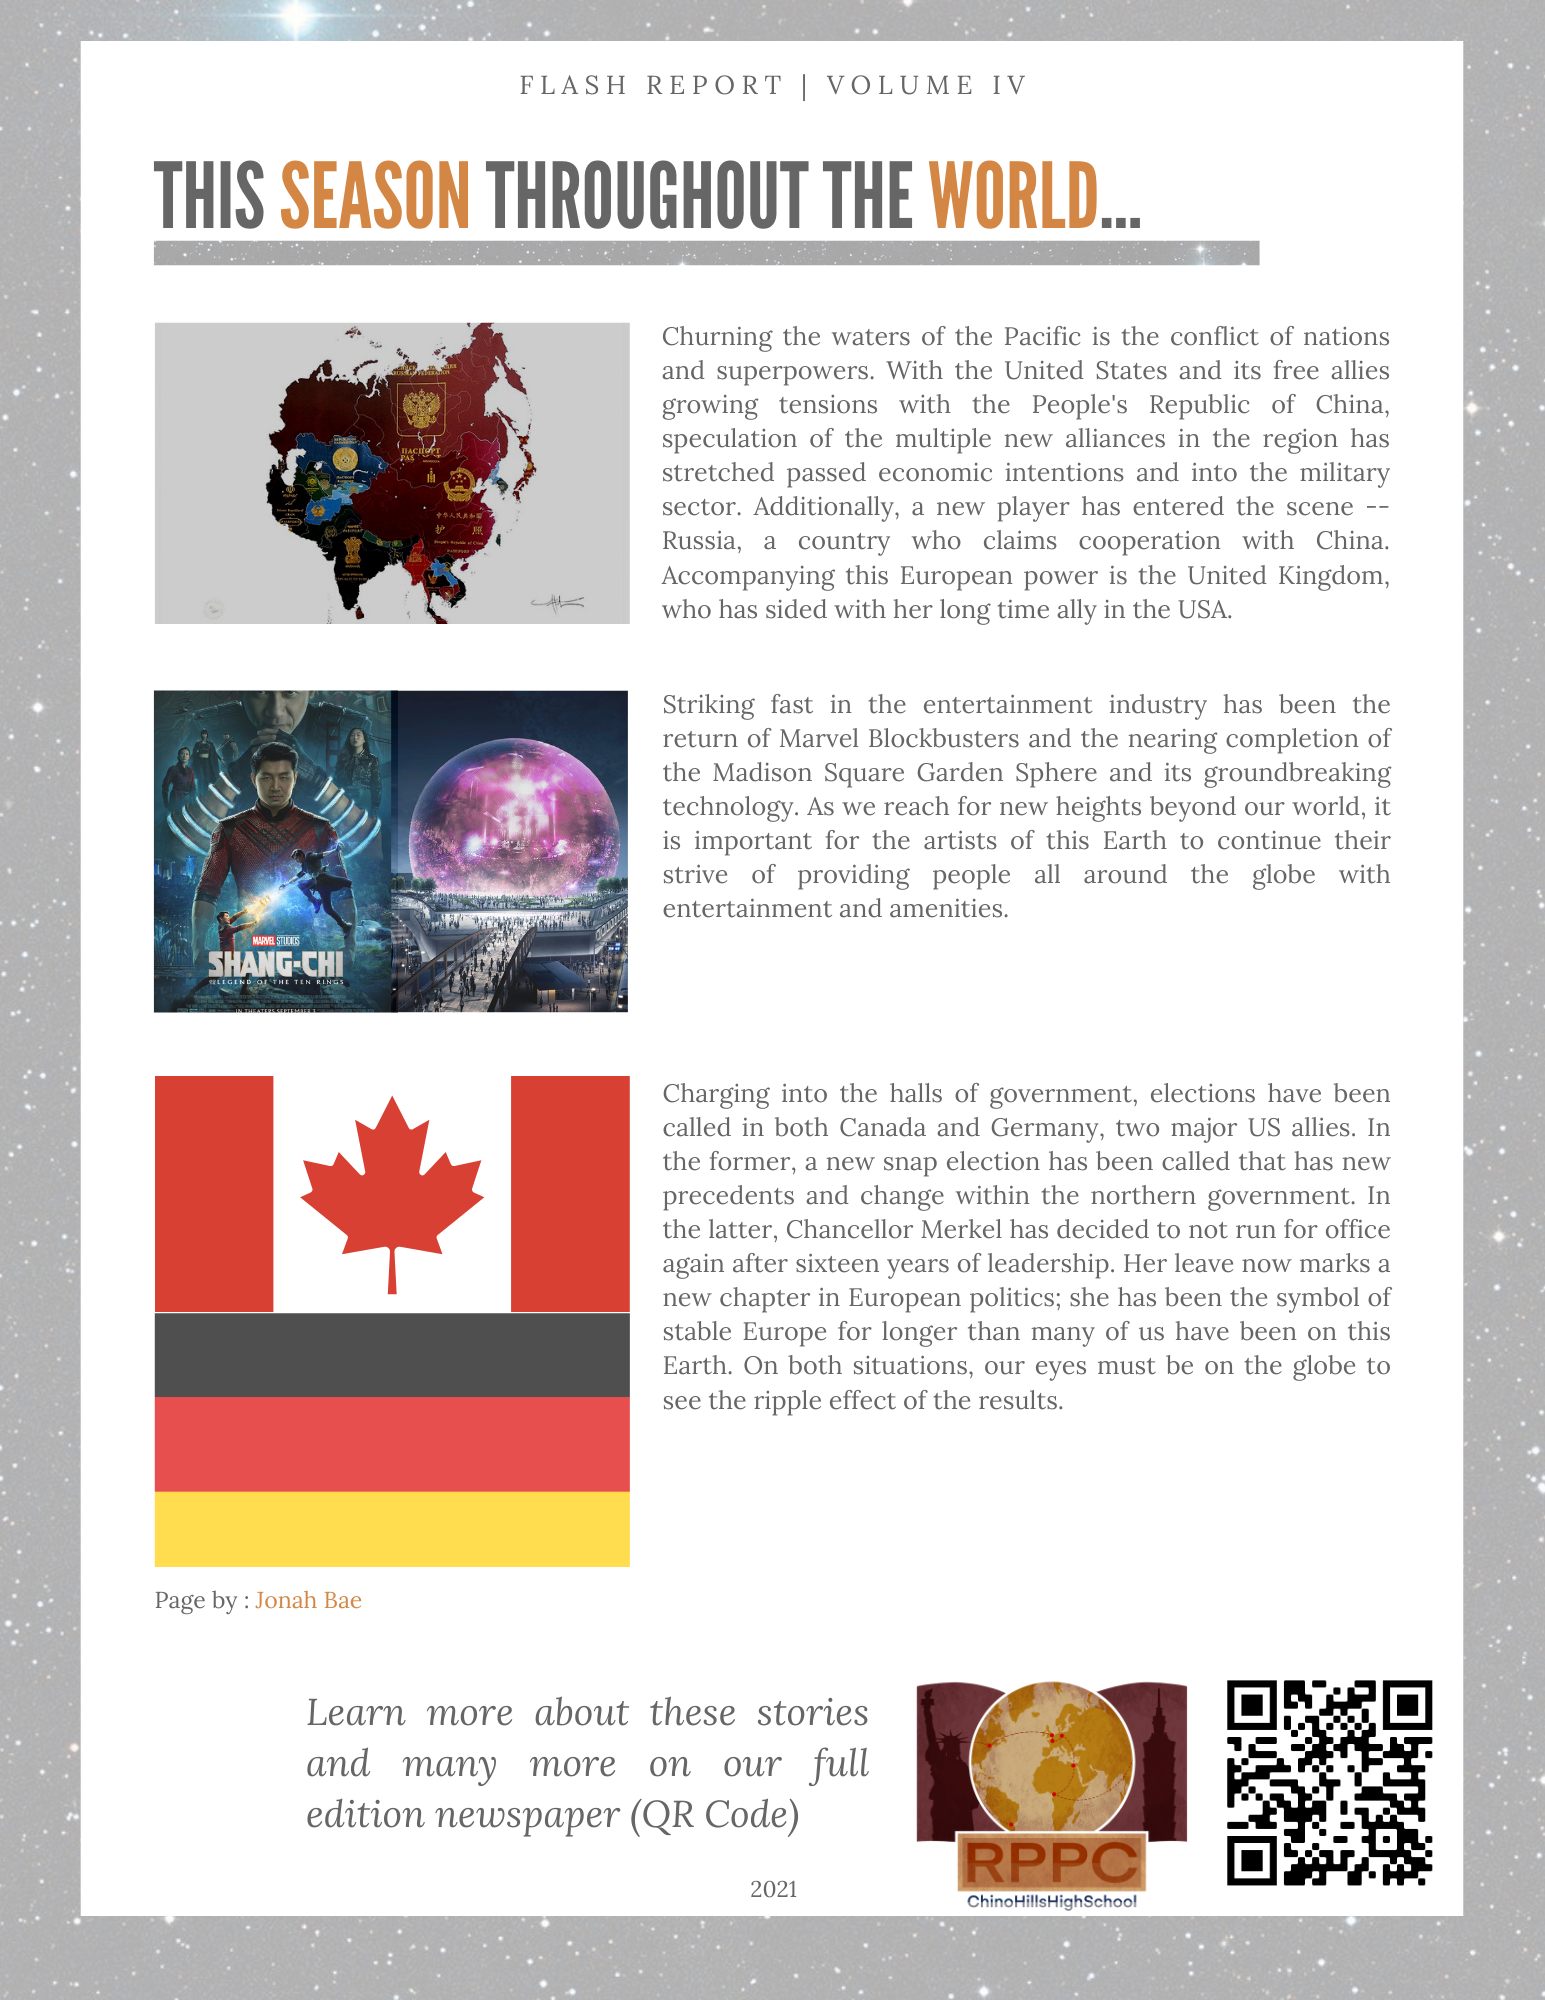 FLASH REPORT | VOLUME IV
THIS SEASON THROUGHOUT THE WORLD...
Churning the waters of the Pacific is the conflict of nations
and superpowers. With the United States and its free allies
growing tensions with the People's Republic of China,
speculation of the multiple new alliances in the region has
stretched passed economic intentions and into the military
sector. Additionally, a new player has entered the scene --
Russia, a country who claims cooperation with China.
Accompanying this European power is the United Kingdom,
who has sided with her long time ally in the USA.
ПАСПОРТ
中华人民共和国
护 照
Striking fast in the entertainment industry has been the
return of Marvel Blockbusters and the nearing completion of
the Madison Square Garden Sphere and its groundbreaking
technology. As we reach for new heights beyond our world, it
is important for the artists of this Earth to continue their
strive of providing people all around the globe with
entertainment and amenities.
MARVEL STUDIOS
SHANG-CHI
AND THE LEGEND OF THE TEN RINGS
IN THEATERS SEPTEMBER 3
Charging into the halls of government, elections have been
called in both Canada and Germany, two major US allies. In
the former, a new snap election has been called that has new
precedents and change within the northern government. In
the latter, Chancellor Merkel has decided to not run for office
again after sixteen years of leadership. Her leave now marks a
new chapter in European politics; she has been the symbol of
stable Europe for longer than many of us have been on this
Earth. On both situations, our eyes must be on the globe to
see the ripple effect of the results.
Page by : Jonah Bae
Learn more about these stories
and many more on our full
edition newspaper (QR Code)
RPPC
ChinoHillsHighSchool
2021